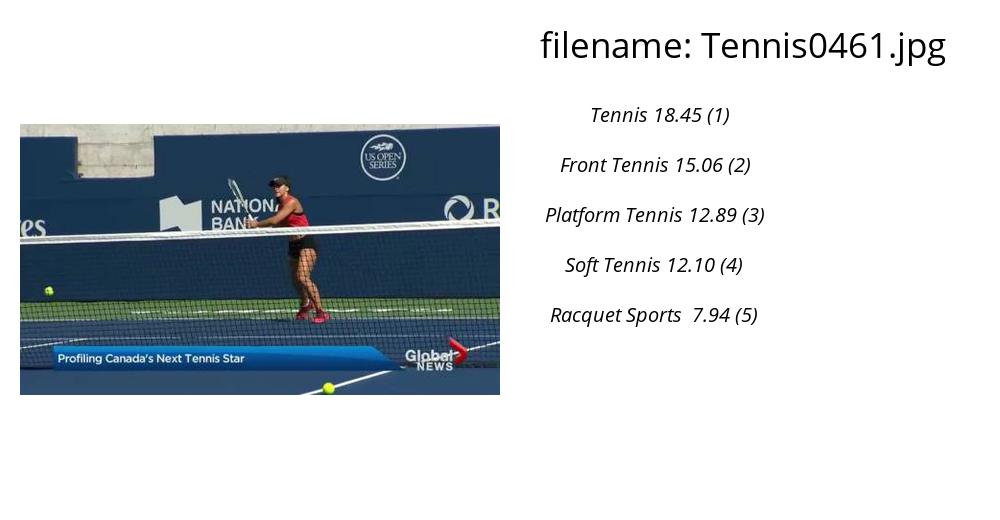 filename: Tennis0461.jpg
Tennis 18.45 (1)
Front Tennis 15.06 (2)
Platform Tennis 12.89 (3)
Soft Tennis 12.10 (4)
Racquet Sports 7.94 (5)
US OPEN
SERIES
NATIONA
BANK
es
R
Profiling Canada's Next Tennis Star
Global
NEWS